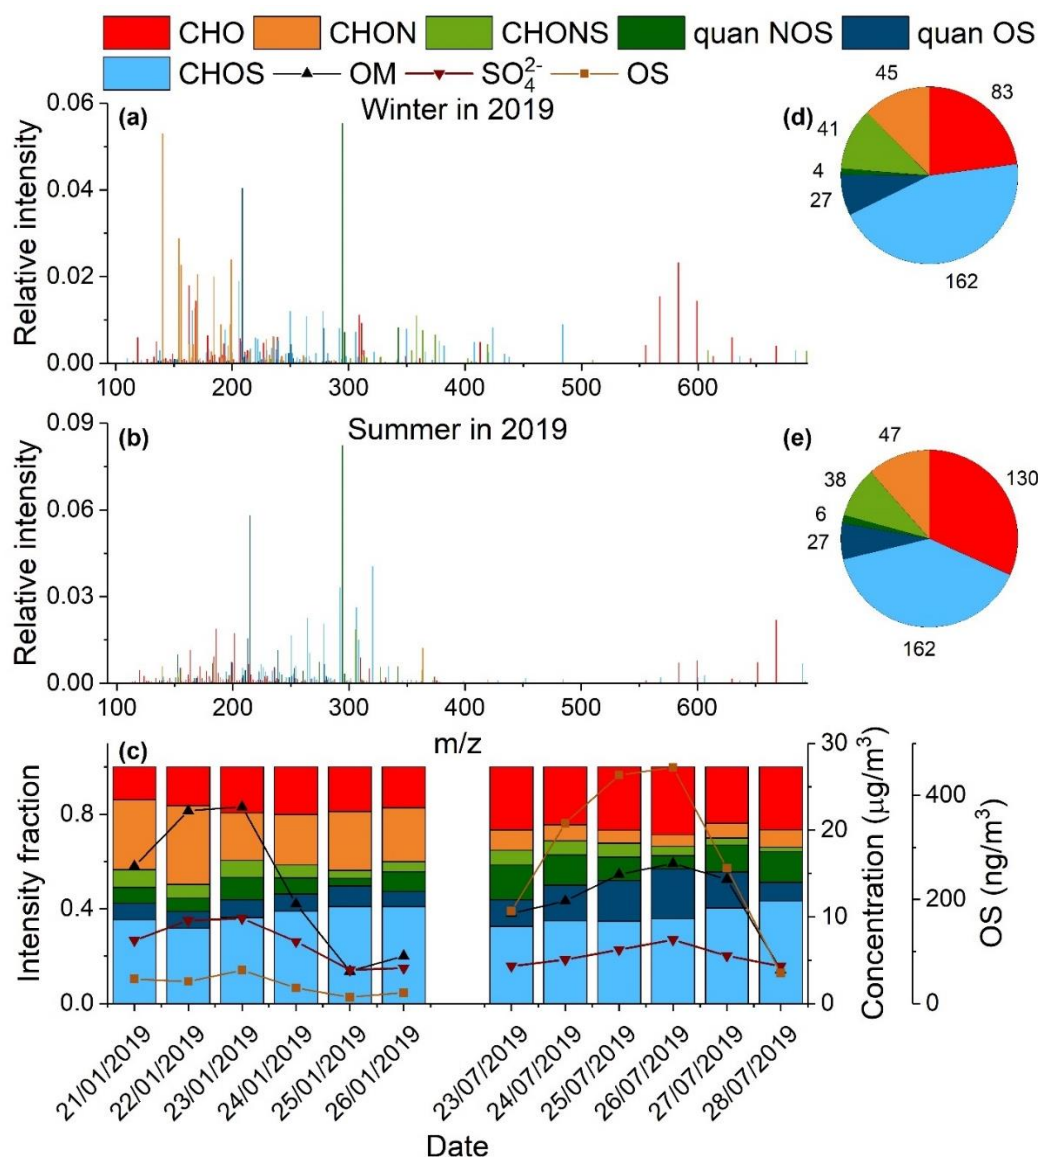 CHO CHON CHONS quan NOS quan OS
CHOS OM SO₄²⁻ OS
0.06 (a) Winter in 2019 (d) 45 83
41
0.04 4
27
0.02 162
0.00
Relative intensity
100 200 300 400 500 600
0.09 (b) Summer in 2019 (e) 47
38 130
0.06 6
27
0.03
162
0.00
Relative intensity
100 200 300 400 500 600
m/z
(c) 30
0.8 400
20
0.4 200
10
0.0 0 0
Intensity fraction
Concentration (μg/m³)
OS (ng/m³)
21/01/2019 22/01/2019 23/01/2019 24/01/2019 25/01/2019 26/01/2019 23/07/2019 24/07/2019 25/07/2019 26/07/2019 27/07/2019 28/07/2019
Date